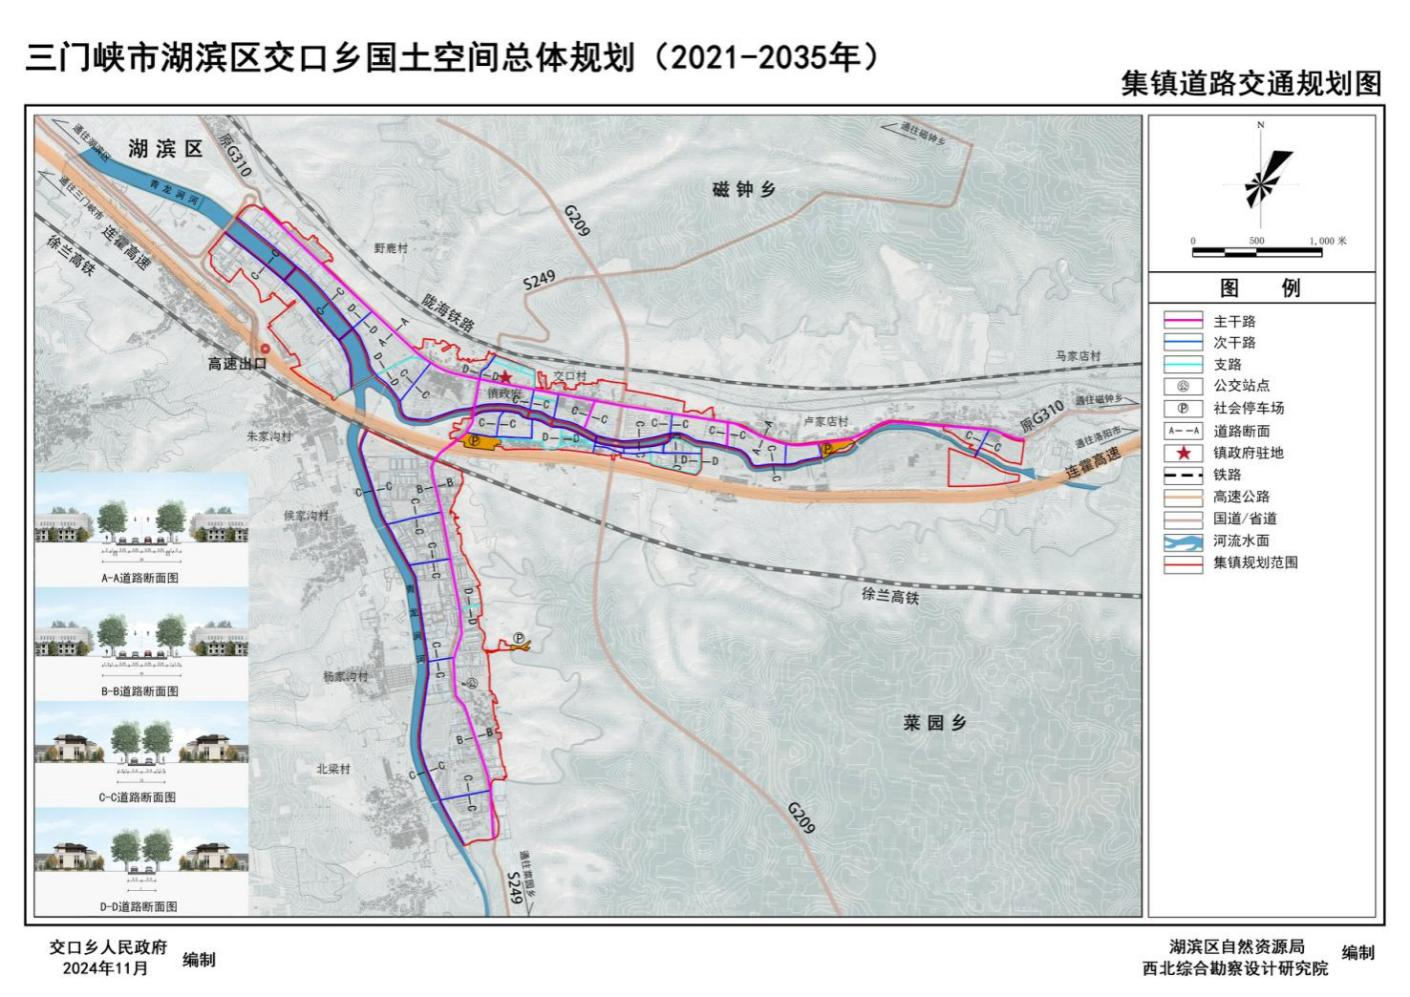 三门峡市湖滨区交口乡国土空间总体规划（2021-2035年）
集镇道路交通规划图
通往湖滨区
湖滨区
原G310
青龙涧河
通往三门峡市
连霍高速
徐兰高铁
野鹿村
G209
磁钟乡
通往磁钟乡
S249
陇海铁路
高速出口
镇政府
交口村
卢家店村
马家店村
通往磁钟乡
原G310
通往洛阳市
连霍高速
朱家沟村
侯家沟村
杨家沟村
北梁村
徐兰高铁
菜园乡
G209
通往菜园乡
S249
A-A道路断面图
B-B道路断面图
C-C道路断面图
D-D道路断面图
N
0 500 1,000 米
图 例
主干路
次干路
支路
公交站点
Ⓟ 社会停车场
A—A 道路断面
镇政府驻地
铁路
高速公路
国道/省道
河流水面
集镇规划范围
交口乡人民政府
2024年11月
编制
湖滨区自然资源局
西北综合勘察设计研究院
编制